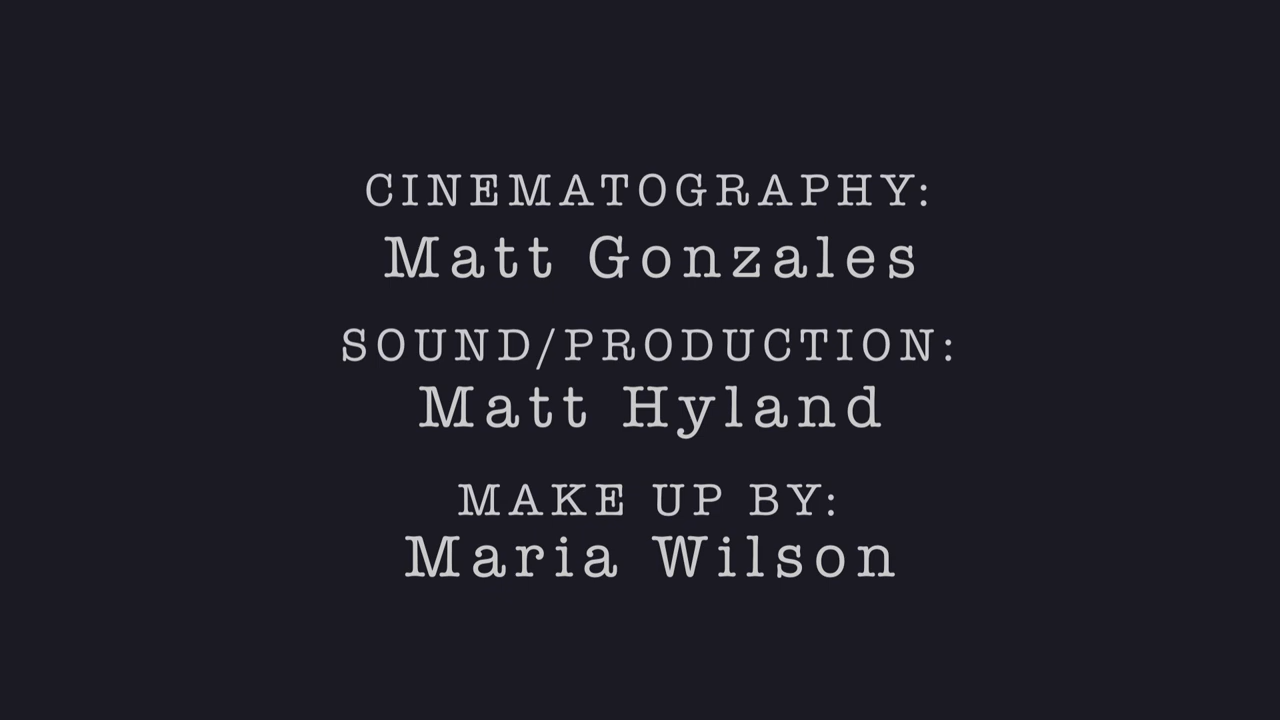 CINEMATOGRAPHY:
Matt Gonzales
SOUND/PRODUCTION:
Matt Hyland
MAKE UP BY:
Maria Wilson